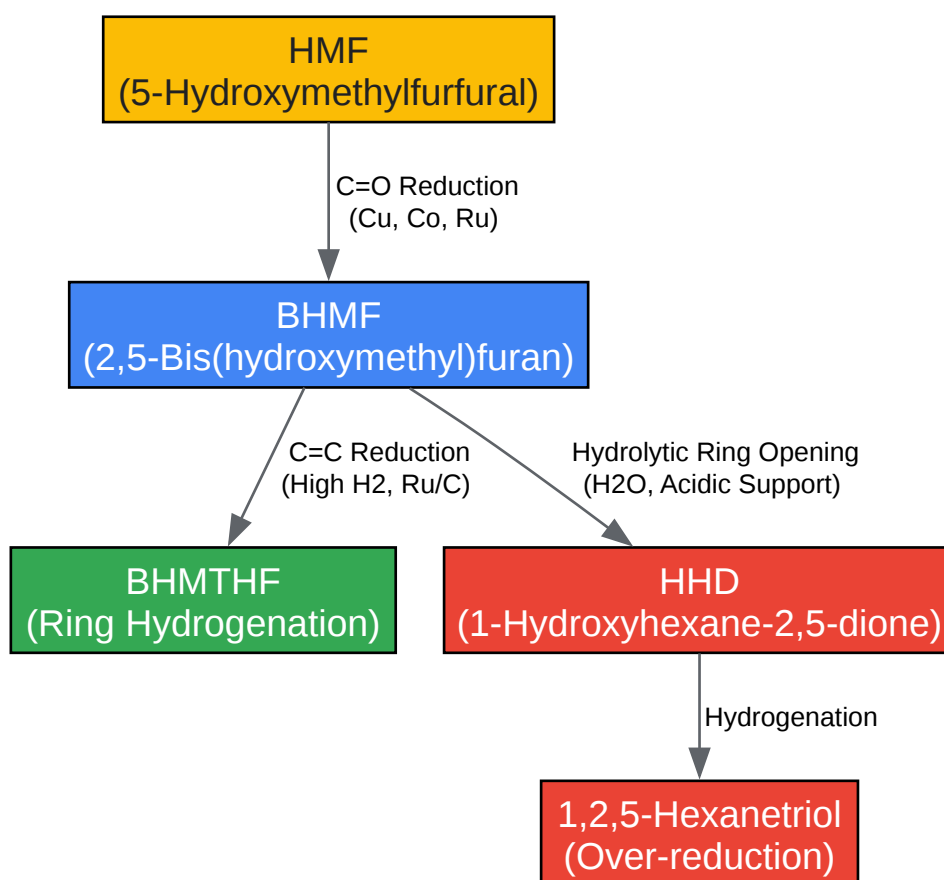 HMF
(5-Hydroxymethylfurfural)
C=O Reduction
(Cu, Co, Ru)
BHMF
(2,5-Bis(hydroxymethyl)furan)
C=C Reduction
(High H2, Ru/C)
Hydrolytic Ring Opening
(H2O, Acidic Support)
BHMTHF
(Ring Hydrogenation)
HHD
(1-Hydroxyhexane-2,5-dione)
Hydrogenation
1,2,5-Hexanetriol
(Over-reduction)